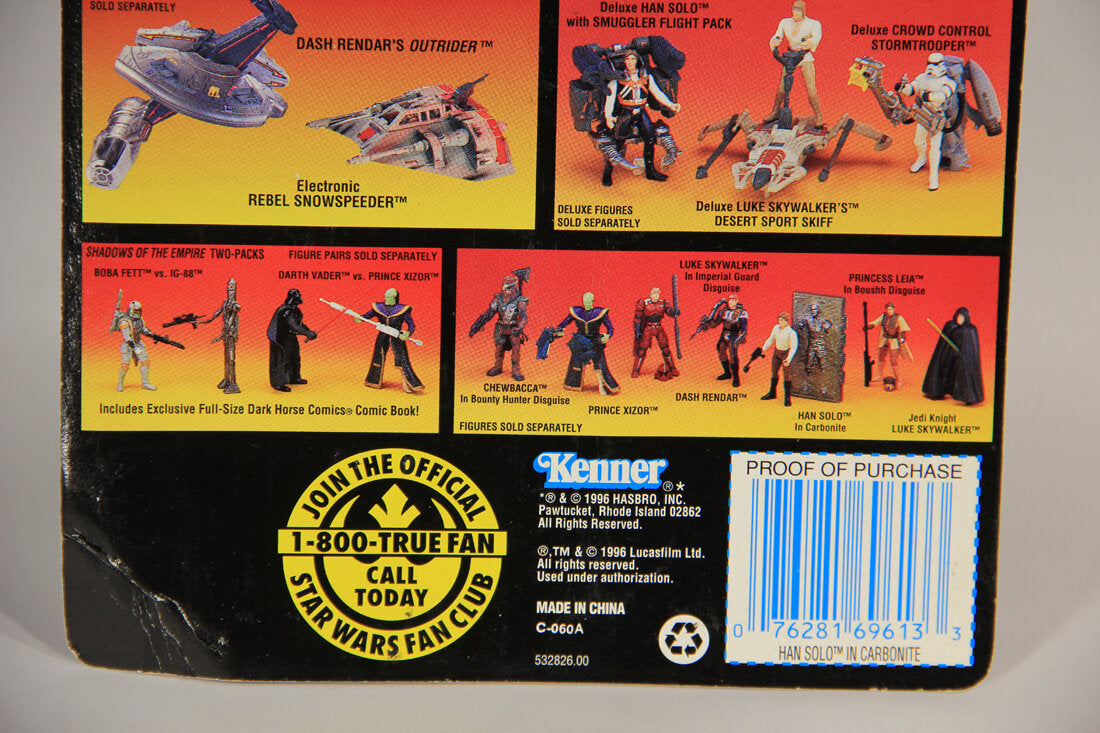 SOLD SEPARATELY
DASH RENDAR'S OUTRIDER™
Electronic
REBEL SNOWSPEEDER™
Deluxe HAN SOLO™
with SMUGGLER FLIGHT PACK
Deluxe CROWD CONTROL
STORMTROOPER™
DELUXE FIGURES
SOLD SEPARATELY
Deluxe LUKE SKYWALKER'S™
DESERT SPORT SKIFF
SHADOWS OF THE EMPIRE TWO-PACKS
FIGURE PAIRS SOLD SEPARATELY
BOBA FETT™ vs. IG-88™
DARTH VADER™ vs. PRINCE XIZOR™
Includes Exclusive Full-Size Dark Horse Comics® Comic Book!
LUKE SKYWALKER™
In Imperial Guard
Disguise
PRINCESS LEIA™
In Boushh Disguise
CHEWBACCA™
In Bounty Hunter Disguise
PRINCE XIZOR™
DASH RENDAR™
HAN SOLO™
In Carbonite
Jedi Knight
LUKE SKYWALKER™
FIGURES SOLD SEPARATELY
JOIN THE OFFICIAL
1-800-TRUE FAN
CALL
TODAY
STAR WARS FAN CLUB
Kenner®*
*® & © 1996 HASBRO, INC.
Pawtucket, Rhode Island 02862
All Rights Reserved.
®,TM & © 1996 Lucasfilm Ltd.
All rights reserved.
Used under authorization.
MADE IN CHINA
C-060A
532826.00
PROOF OF PURCHASE
0 76281 69613 3
HAN SOLO™ IN CARBONITE